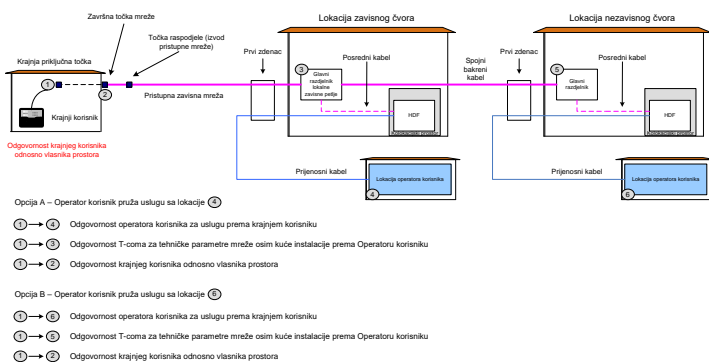 Završna točka mreže
Lokacija zavisnog čvora
Lokacija nezavisnog čvora
Točka raspodjele (izvod
pristupne mreže)
Krajnja priključna točka
Prvi zdenac
Posredni kabel
Spojni
bakreni
kabel
Prvi zdenac
Posredni kabel
3
Glavni
razdjelnik
lokalne
zavisne petlje
5
Glavni
razdjelnik
1
2
Pristupna zavisna mreža
Krajnji korisnik
HDF
HDF
Kolokacijski prostor
Kolokacijski prostor
Odgovornost krajnjeg korisnika
odnosno vlasnika prostora
Prijenosni kabel
Lokacija operatora korisnika
4
Prijenosni kabel
Lokacija operatora korisnika
6
Opcija A – Operator korisnik pruža uslugu sa lokacije 4
1 → 4 Odgovornost operatora korisnika za uslugu prema krajnjem korisniku
1 → 3 Odgovornost T-coma za tehničke parametre mreže osim kuće instalacije prema Operatoru korisniku
1 → 2 Odgovornost krajnjeg korisnika odnosno vlasnika prostora
Opcija B – Operator korisnik pruža uslugu sa lokacije 6
1 → 6 Odgovornost operatora korisnika za uslugu prema krajnjem korisniku
1 → 5 Odgovornost T-coma za tehničke parametre mreže osim kuće instalacije prema Operatoru korisniku
1 → 2 Odgovornost krajnjeg korisnika odnosno vlasnika prostora